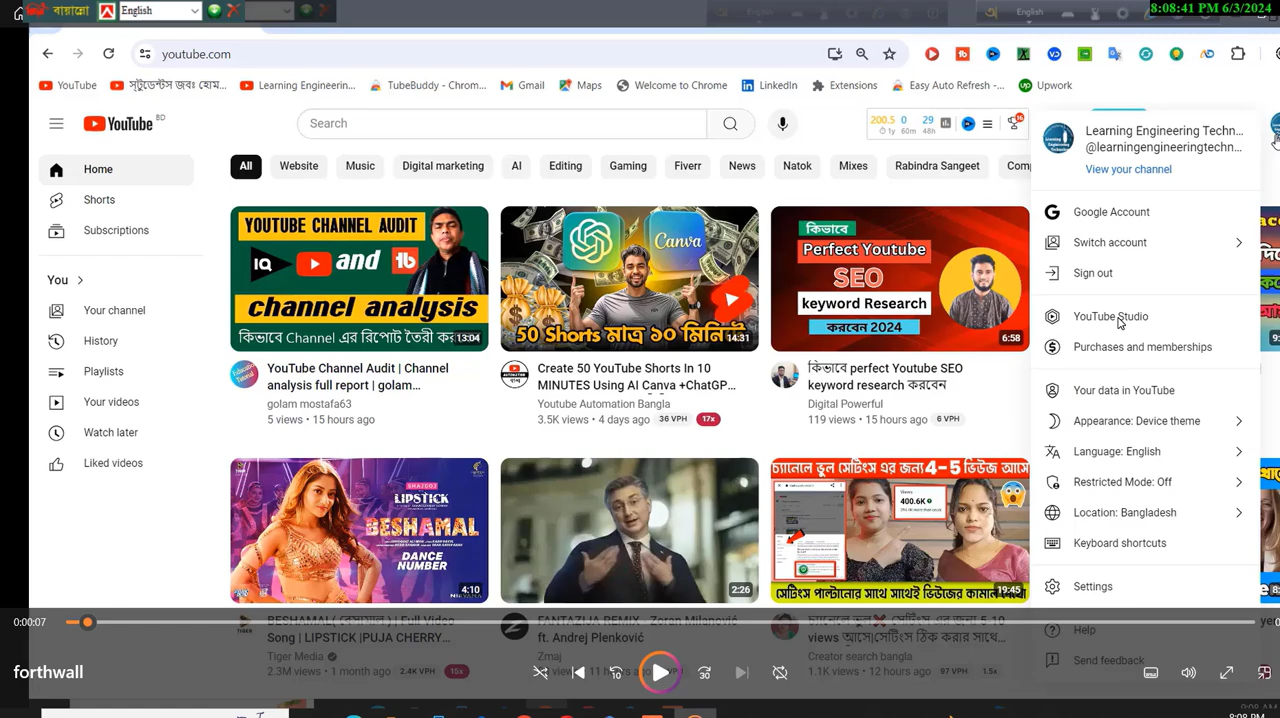 বায়ান্নো English
English
8:08:41 PM 6/3/2024
youtube.com
YouTube
স্টুডেন্টস জবঃ হোম...
Learning Engineerin...
TubeBuddy - Chrom...
Gmail
Maps
Welcome to Chrome
LinkedIn
Extensions
Easy Auto Refresh -...
Upwork
YouTube BD
Search
200.5 0 29
1y 60m 48h
Learning Engineering Techn...
@learningengineeringtechn...
View your channel
Home
Shorts
Subscriptions
You
Your channel
History
Playlists
Your videos
Watch later
Liked videos
All
Website
Music
Digital marketing
AI
Editing
Gaming
Fiverr
News
Natok
Mixes
Rabindra Sangeet
Google Account
Switch account
Sign out
YouTube Studio
Purchases and memberships
Your data in YouTube
Appearance: Device theme
Language: English
Restricted Mode: Off
Location: Bangladesh
Keyboard shortcuts
Settings
Help
Send feedback
YOUTUBE CHANNEL AUDIT
IQ and tb
channel analysis
কিভাবে Channel এর রিপোর্ট তৈরী
13:04
YouTube Channel Audit | Channel
analysis full report | golam...
golam mostafa63
5 views • 15 hours ago
Canva
50 Shorts মাত্র ১০ মিনিটে
14:31
Create 50 YouTube Shorts In 10
MINUTES Using AI Canva +ChatGP...
Youtube Automation Bangla
3.5K views • 4 days ago 36 VPH 17x
কিভাবে
Perfect Youtube
SEO
keyword Research
করবেন 2024
6:58
কিভাবে perfect Youtube SEO
keyword research করবেন
Digital Powerful
119 views • 15 hours ago 6 VPH
LIPSTICK
BESHAMAL
DANCE
NUMBER
4:10
BESHAMAL( বেসামাল ) | Full Video
Song | LIPSTICK |PUJA CHERRY...
Tiger Media
2.3M views • 1 month ago 2.4K VPH 15x
2:26
FANTAZIJA REMIX - Zoran Milanović
ft. Andrej Plenković
Zmaj
চ্যানেলে ভুল সেটিংস এর জন্য 4-5 ভিউজ আসে
400.6K
সেটিংস পাল্টানোর সাথে সাথেই ভিউজের কামাল
19:45
চ্যানেলে ভুল❌ সেটিংস এর জন্য 5,10
views আসে|সেটিংস ঠিক করার সাথে...
Creator search bangla
1.1K views • 12 hours ago 97 VPH 1.5x
0:00:07
forthwall
8:08 PM